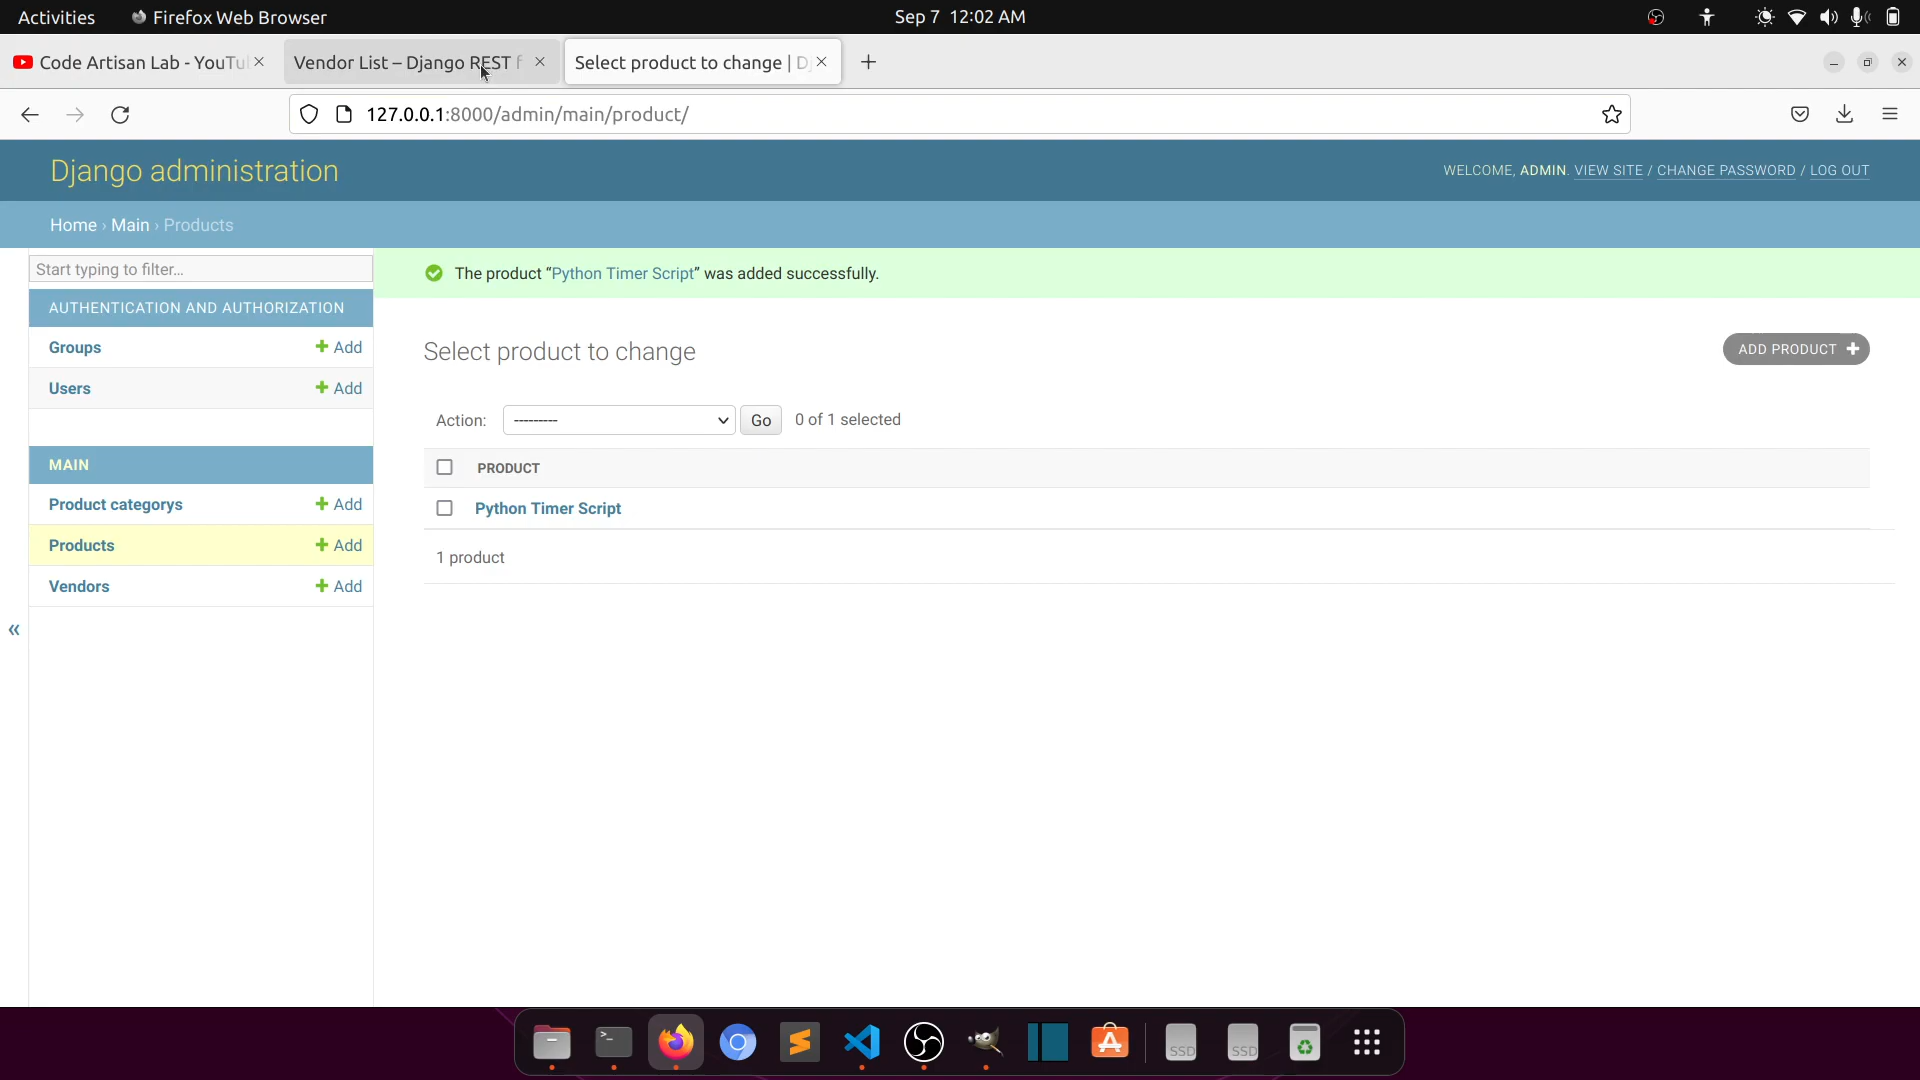 Activities
Firefox Web Browser
Sep 7 12:02 AM
Code Artisan Lab - YouTu
Vendor List – Django REST f
Select product to change | D
127.0.0.1:8000/admin/main/product/
Django administration
WELCOME, ADMIN. VIEW SITE / CHANGE PASSWORD / LOG OUT
Home › Main › Products
Start typing to filter...
The product “Python Timer Script” was added successfully.
AUTHENTICATION AND AUTHORIZATION
Groups
+ Add
Users
+ Add
MAIN
Product categorys
+ Add
Products
+ Add
Vendors
+ Add
«
Select product to change
ADD PRODUCT +
Action:
---------
Go
0 of 1 selected
PRODUCT
Python Timer Script
1 product
SSD
SSD